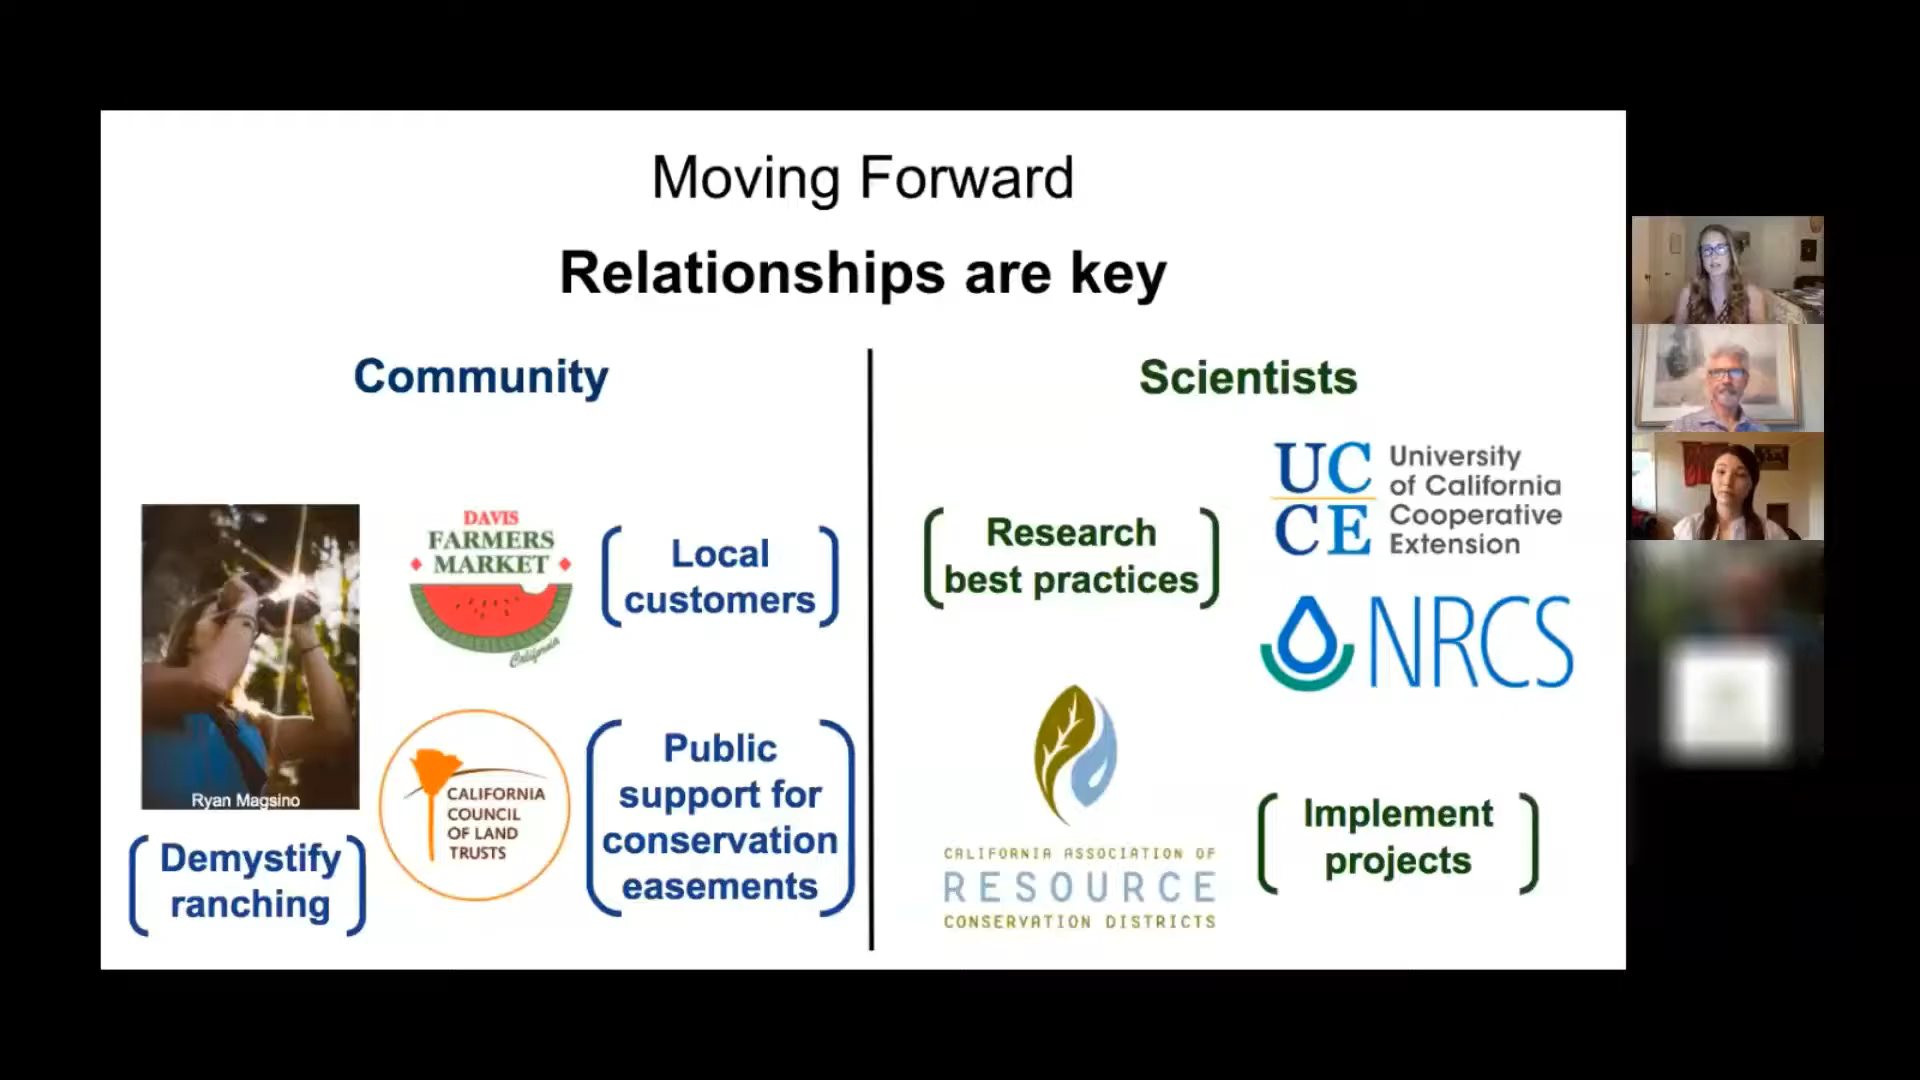 Moving Forward
Relationships are key
Community
DAVIS
FARMERS
MARKET
California
Local
customers
Ryan Magsino
Demystify
ranching
CALIFORNIA
COUNCIL
OF LAND
TRUSTS
Public
support for
conservation
easements
Scientists
Research
best practices
UC
CE
University
of California
Cooperative
Extension
NRCS
CALIFORNIA ASSOCIATION OF
RESOURCE
CONSERVATION DISTRICTS
Implement
projects